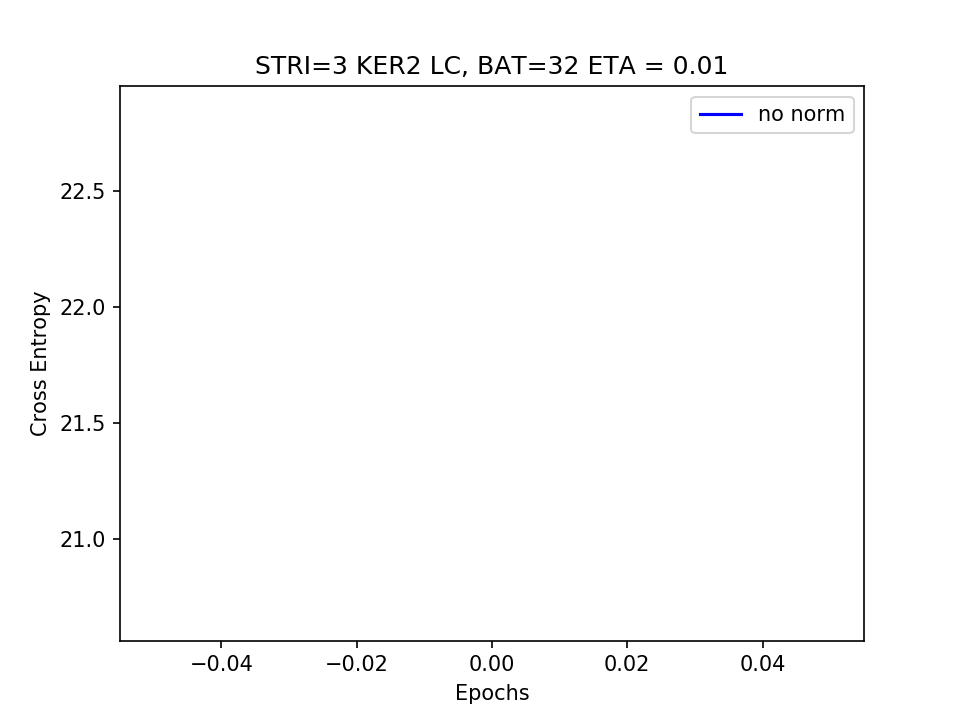 STRI=3 KER2 LC, BAT=32 ETA = 0.01
no norm
22.5
22.0
21.5
21.0
Cross Entropy
−0.04 −0.02 0.00 0.02 0.04
Epochs